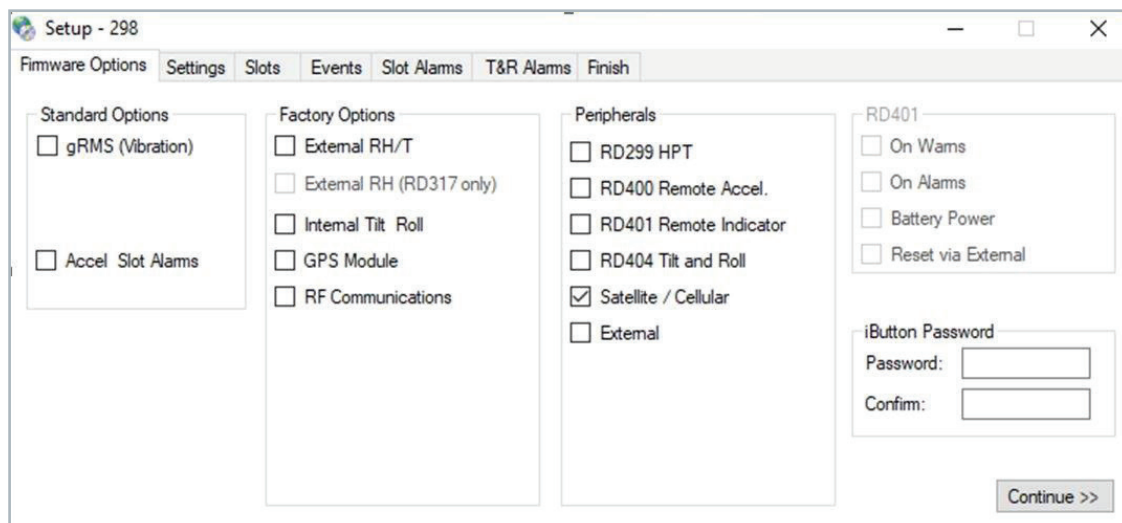 Setup - 298
Firmware Options Settings Slots Events Slot Alarms T&R Alarms Finish
Standard Options
gRMS (Vibration)
Accel Slot Alarms
Factory Options
External RH/T
External RH (RD317 only)
Internal Tilt Roll
GPS Module
RF Communications
Peripherals
RD299 HPT
RD400 Remote Accel.
RD401 Remote Indicator
RD404 Tilt and Roll
Satellite / Cellular
External
RD401
On Warns
On Alarms
Battery Power
Reset via External
iButton Password
Password:
Confirm:
Continue >>